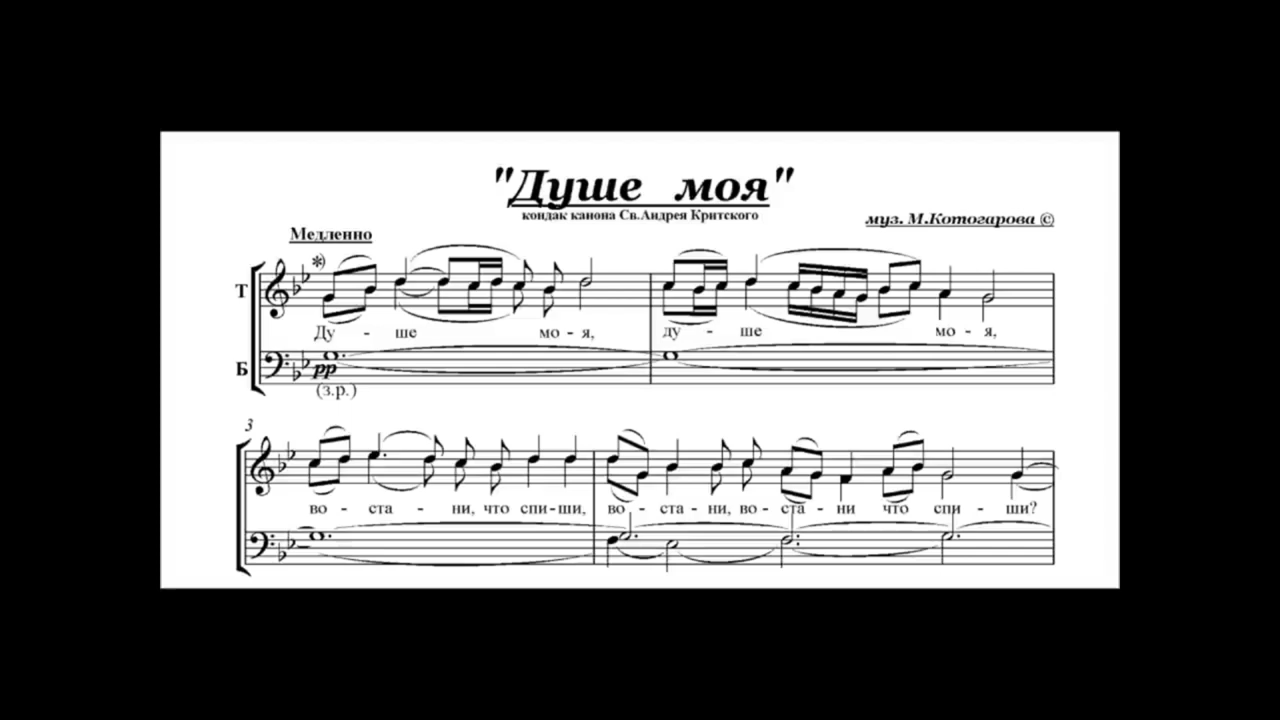 "Душе моя"
кондак канона Св.Андрея Критского
муз. М.Котогарова ©
Медленно
*)
Т
Ду - ше мо - я, ду - ше мо - я,
Б
pp
(з.р.)
3
во - ста - ни, что спи - ши, во - ста - ни, во - ста - ни что спи - ши?